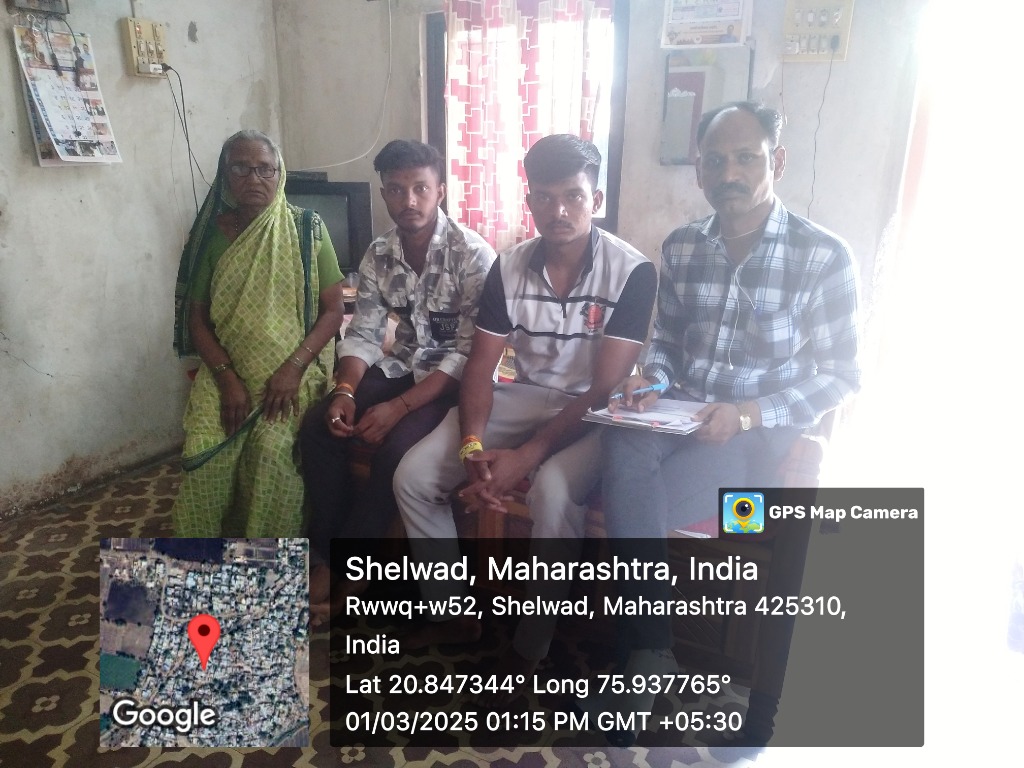 GPS Map Camera
Shelwad, Maharashtra, India
Rwwq+w52, Shelwad, Maharashtra 425310,
India
Lat 20.847344° Long 75.937765°
01/03/2025 01:15 PM GMT +05:30
Google